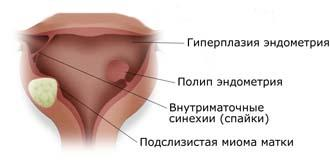 Гиперплазия эндометрия
Полип эндометрия
Внутриматочные
синехии (спайки)
Подслизистая миома матки